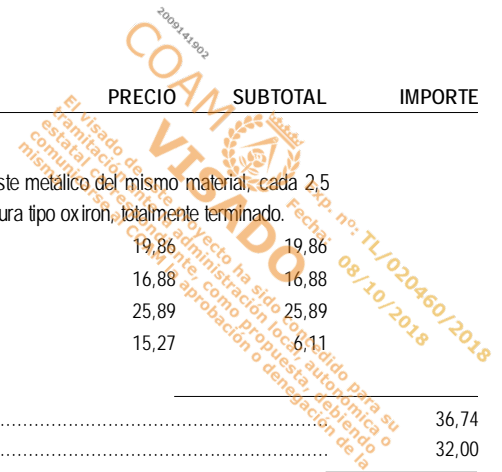 2009141902
COAM
PRECIO SUBTOTAL IMPORTE
El visado de este proyecto ha sido concedido para su
tramitación en la administración local, autonómica o
estatal correspondiente, como propuesta, debiendo
comunicarse al COAM la aprobación o denegación de la
misma
VISADO
Exp. nº: TL/020460/2018
Fecha: 08/10/2018
ste metálico del mismo material, cada 2,5
ura tipo oxiron, totalmente terminado.
19,86 19,86
16,88 16,88
25,89 25,89
15,27 6,11
36,74
32,00